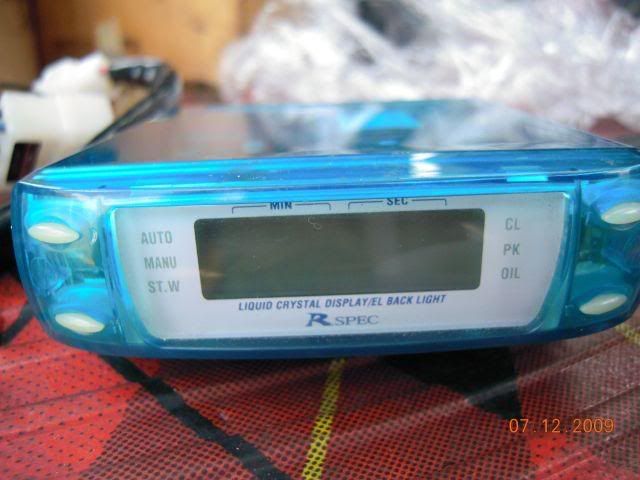 MIN SEC
AUTO CL
MANU PK
ST.W OIL
LIQUID CRYSTAL DISPLAY/EL BACK LIGHT
R SPEC
07.12.2009